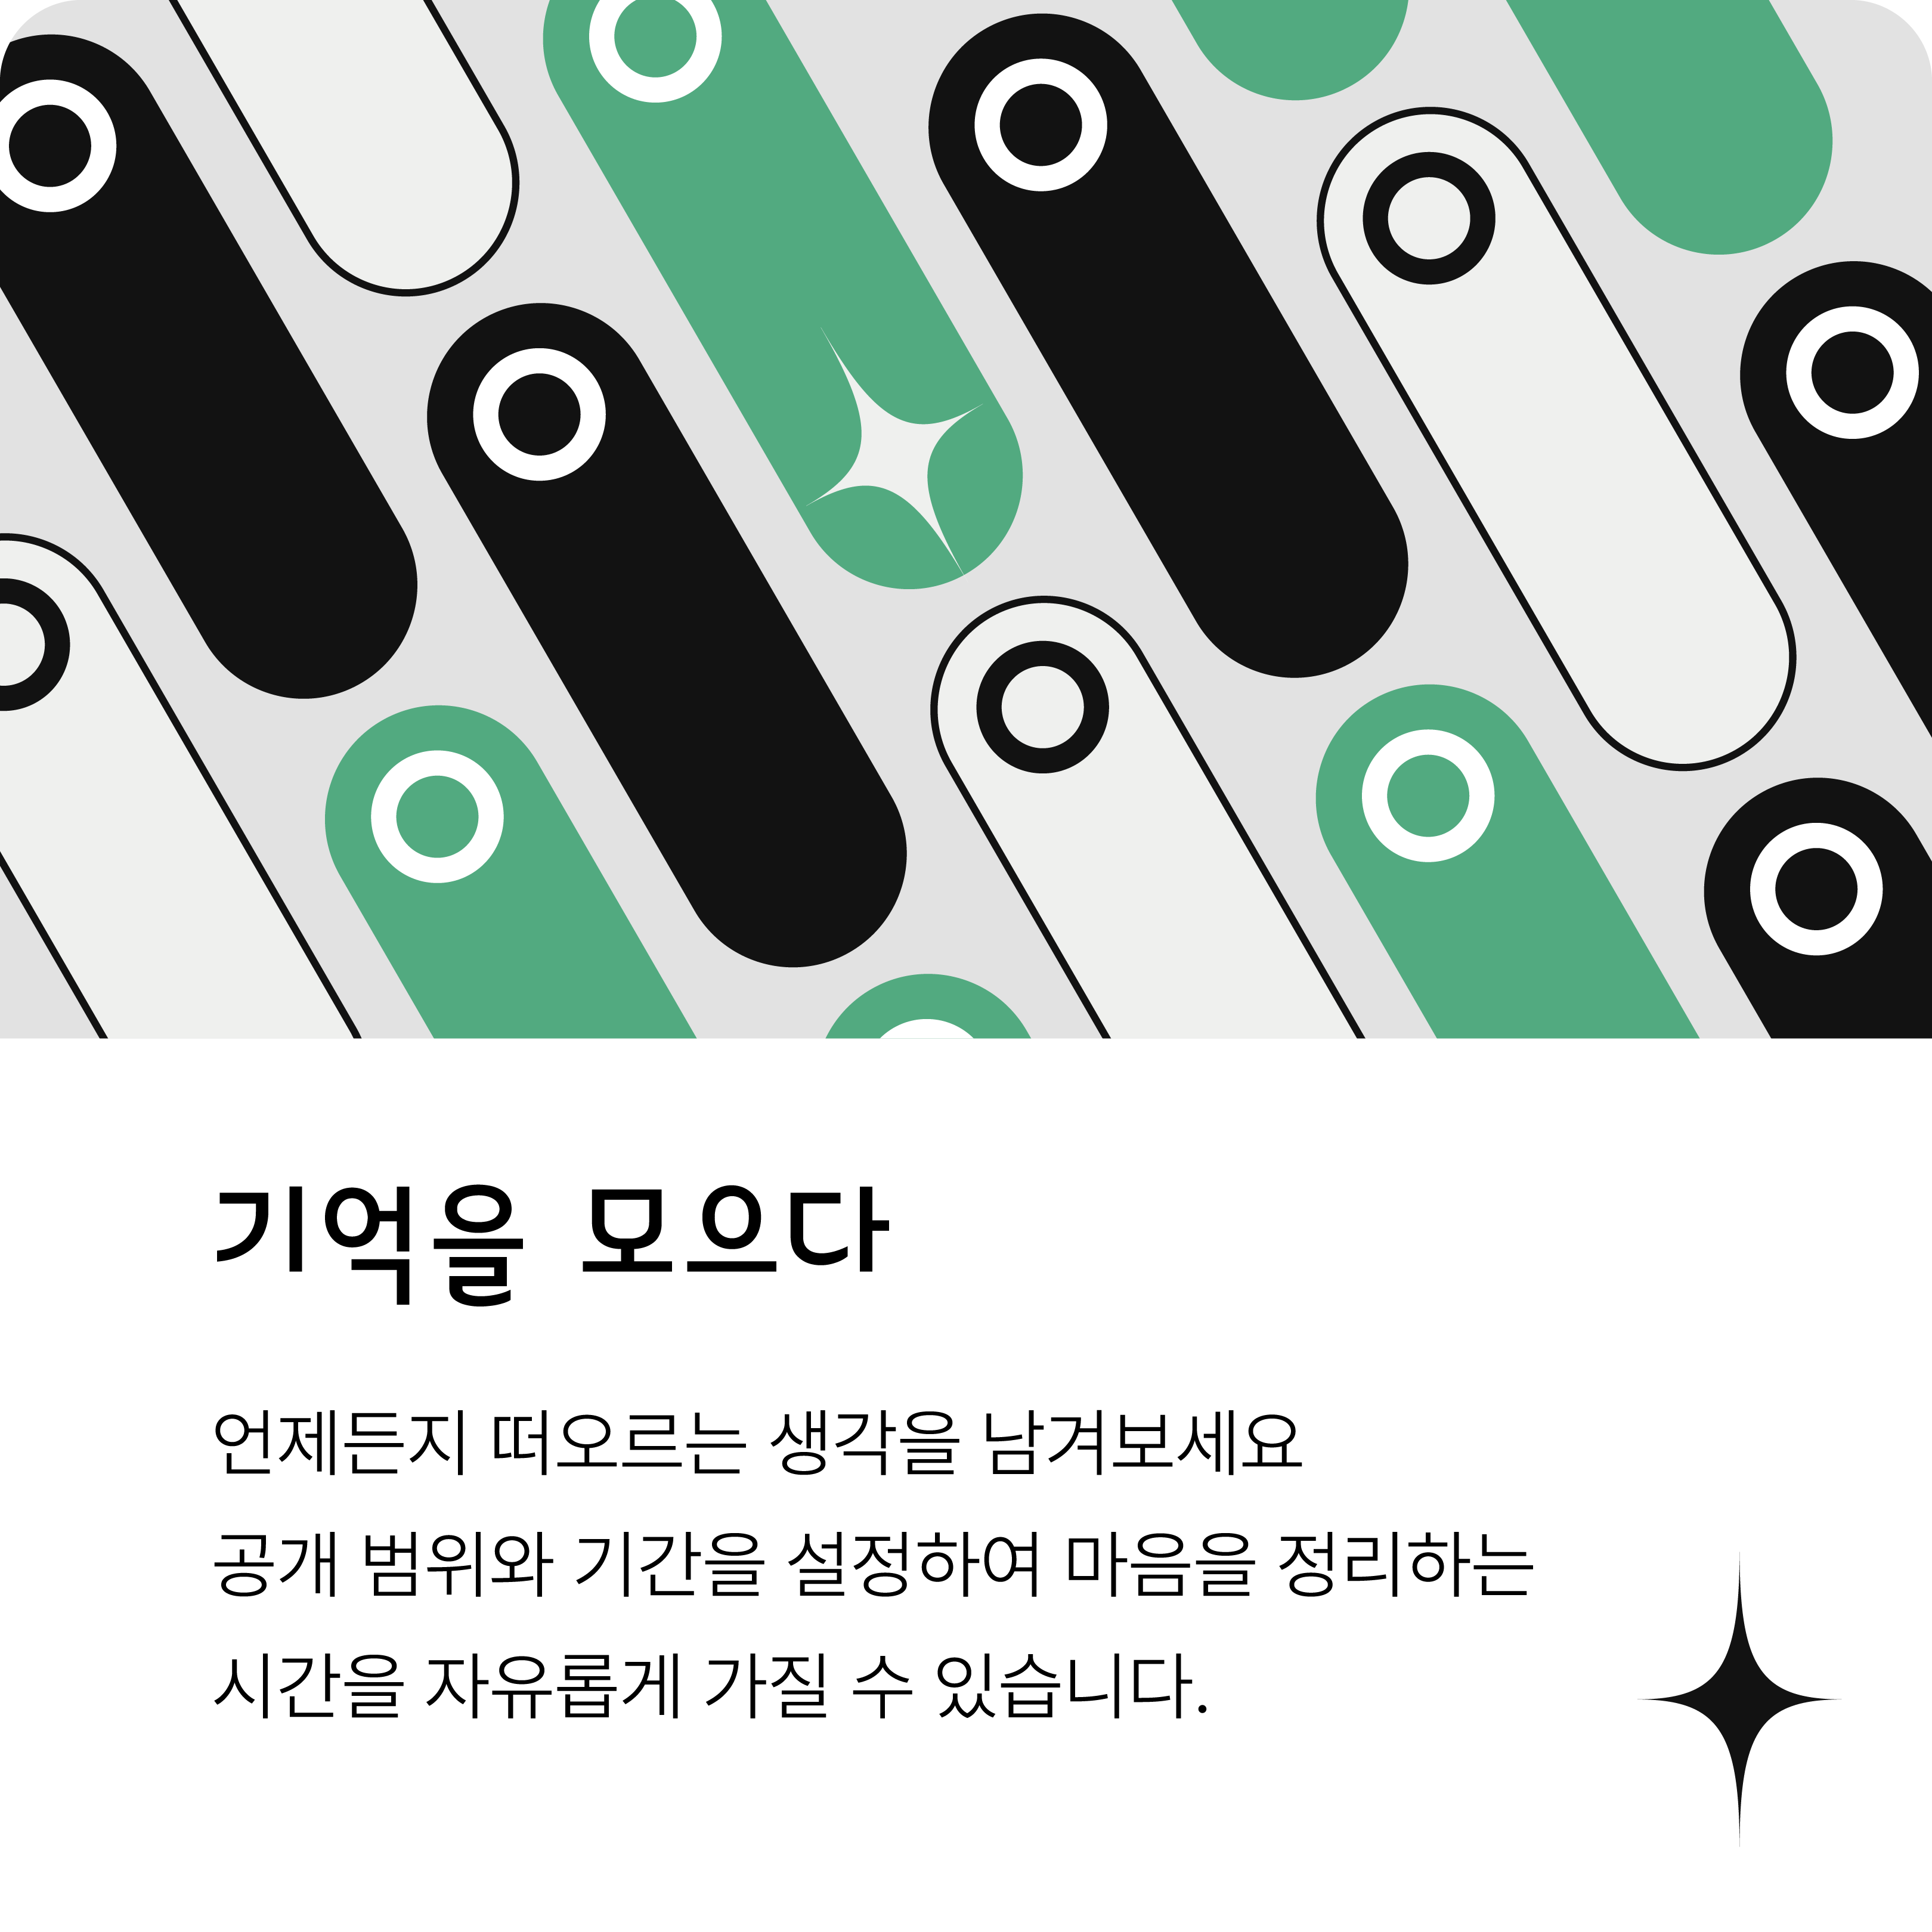 기억을 모으다
언제든지 떠오르는 생각을 남겨보세요
공개 범위와 기간을 설정하여 마음을 정리하는
시간을 자유롭게 가질 수 있습니다.